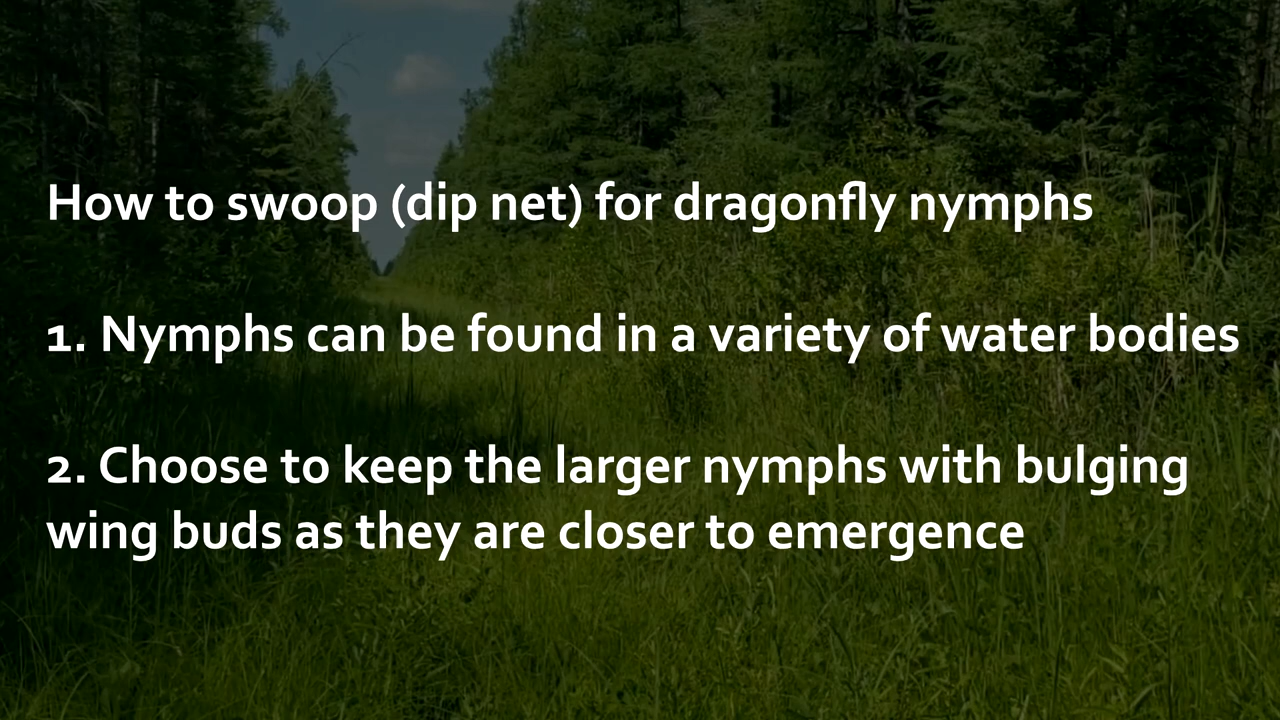 How to swoop (dip net) for dragonfly nymphs
1. Nymphs can be found in a variety of water bodies
2. Choose to keep the larger nymphs with bulging
wing buds as they are closer to emergence